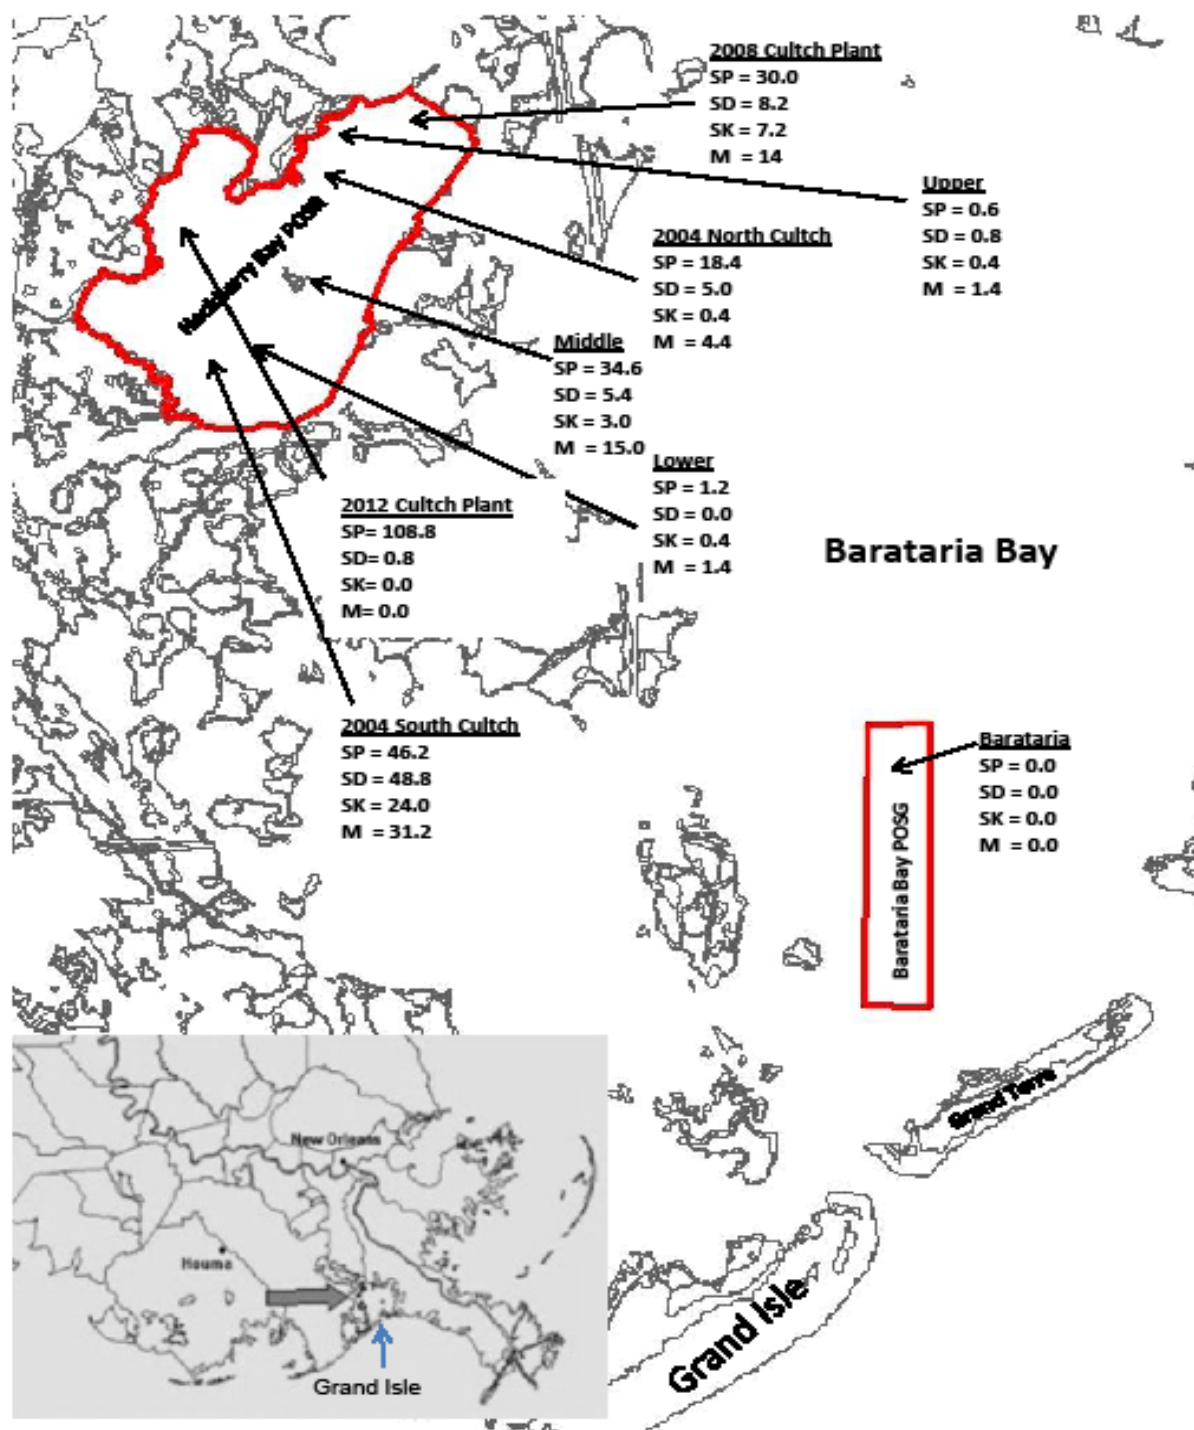 2008 Cultch Plant
SP = 30.0
SD = 8.2
SK = 7.2
M = 14
Upper
SP = 0.6
SD = 0.8
SK = 0.4
M = 1.4
2004 North Cultch
SP = 18.4
SD = 5.0
SK = 0.4
M = 4.4
Hackberry Bay POSG
Middle
SP = 34.6
SD = 5.4
SK = 3.0
M = 15.0
Lower
SP = 1.2
SD = 0.0
SK = 0.4
M = 1.4
2012 Cultch Plant
SP= 108.8
SD= 0.8
SK= 0.0
M= 0.0
Barataria Bay
2004 South Cultch
SP = 46.2
SD = 48.8
SK = 24.0
M = 31.2
Barataria
SP = 0.0
SD = 0.0
SK = 0.0
M = 0.0
Barataria Bay POSG
Grand Terre
Grand Isle
New Orleans
Houma
Grand Isle